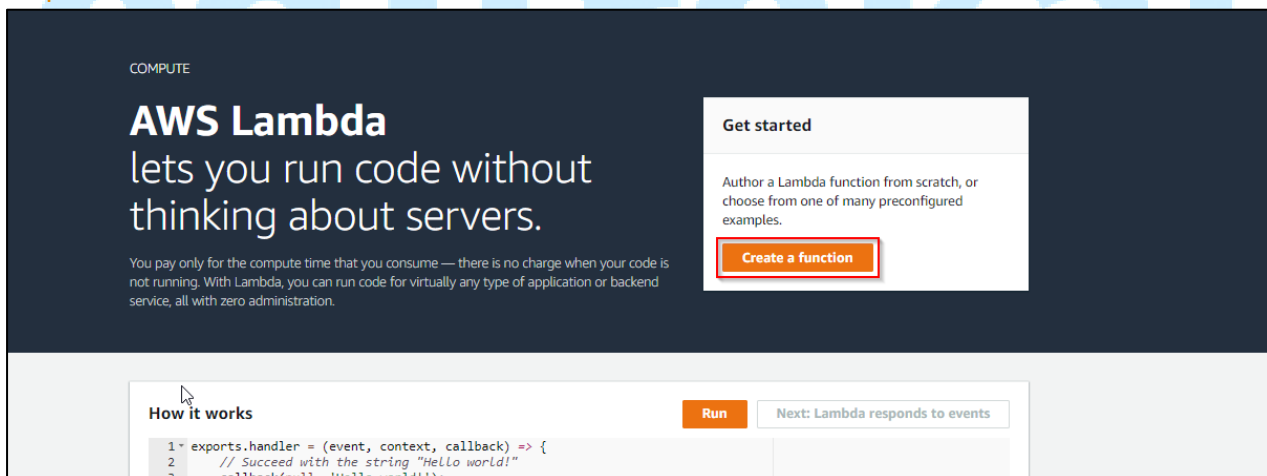 COMPUTE
AWS Lambda
lets you run code without
thinking about servers.
You pay only for the compute time that you consume — there is no charge when your code is
not running. With Lambda, you can run code for virtually any type of application or backend
service, all with zero administration.
Get started
Author a Lambda function from scratch, or
choose from one of many preconfigured
examples.
Create a function
How it works
Run
Next: Lambda responds to events
1 exports.handler = (event, context, callback) => {
2 // Succeed with the string "Hello world!"